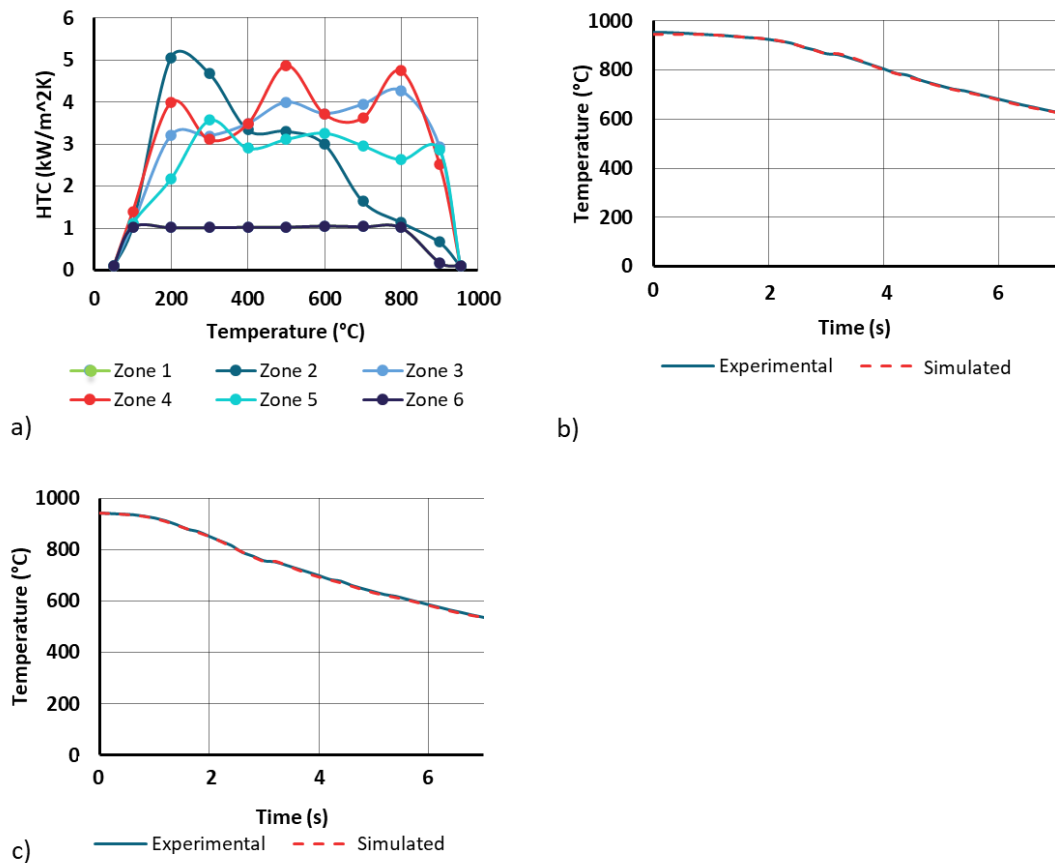 6
5
4
3
2
1
0
HTC (kW/m^2K)
0 200 400 600 800 1000
Temperature (°C)
Zone 1 Zone 2 Zone 3
Zone 4 Zone 5 Zone 6
a)
1000
800
600
400
200
0
Temperature (°C)
0 2 4 6
Time (s)
Experimental Simulated
b)
1000
800
600
400
200
0
Temperature (°C)
0 2 4 6
Time (s)
Experimental Simulated
c)